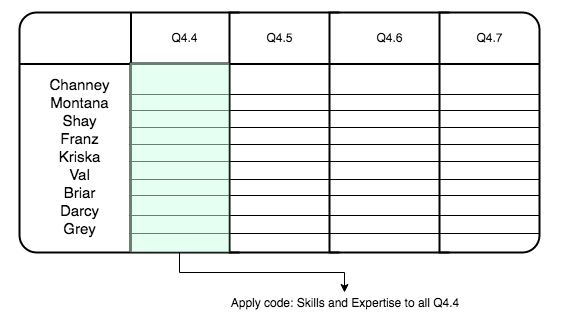 Q4.4 Q4.5 Q4.6 Q4.7
Channey
Montana
Shay
Franz
Kriska
Val
Briar
Darcy
Grey
Apply code: Skills and Expertise to all Q4.4